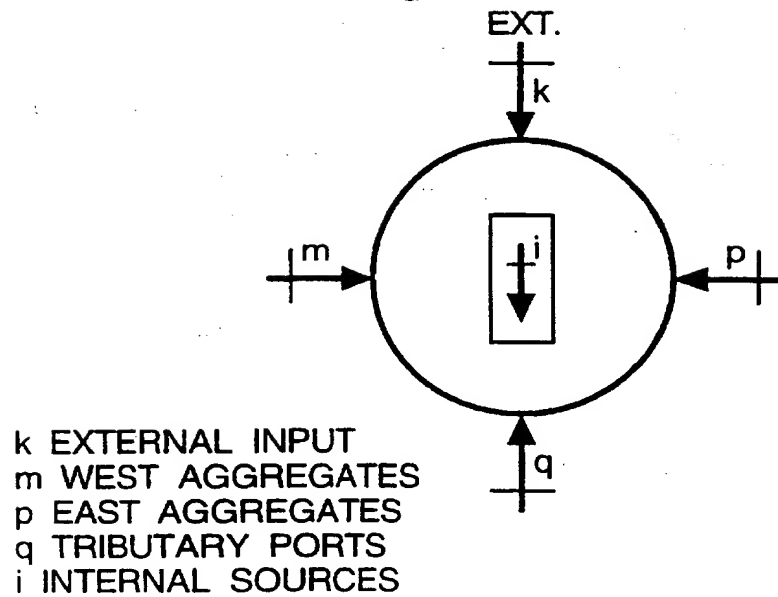 EXT.
k
m
i
p
q
k EXTERNAL INPUT
m WEST AGGREGATES
p EAST AGGREGATES
q TRIBUTARY PORTS
i INTERNAL SOURCES